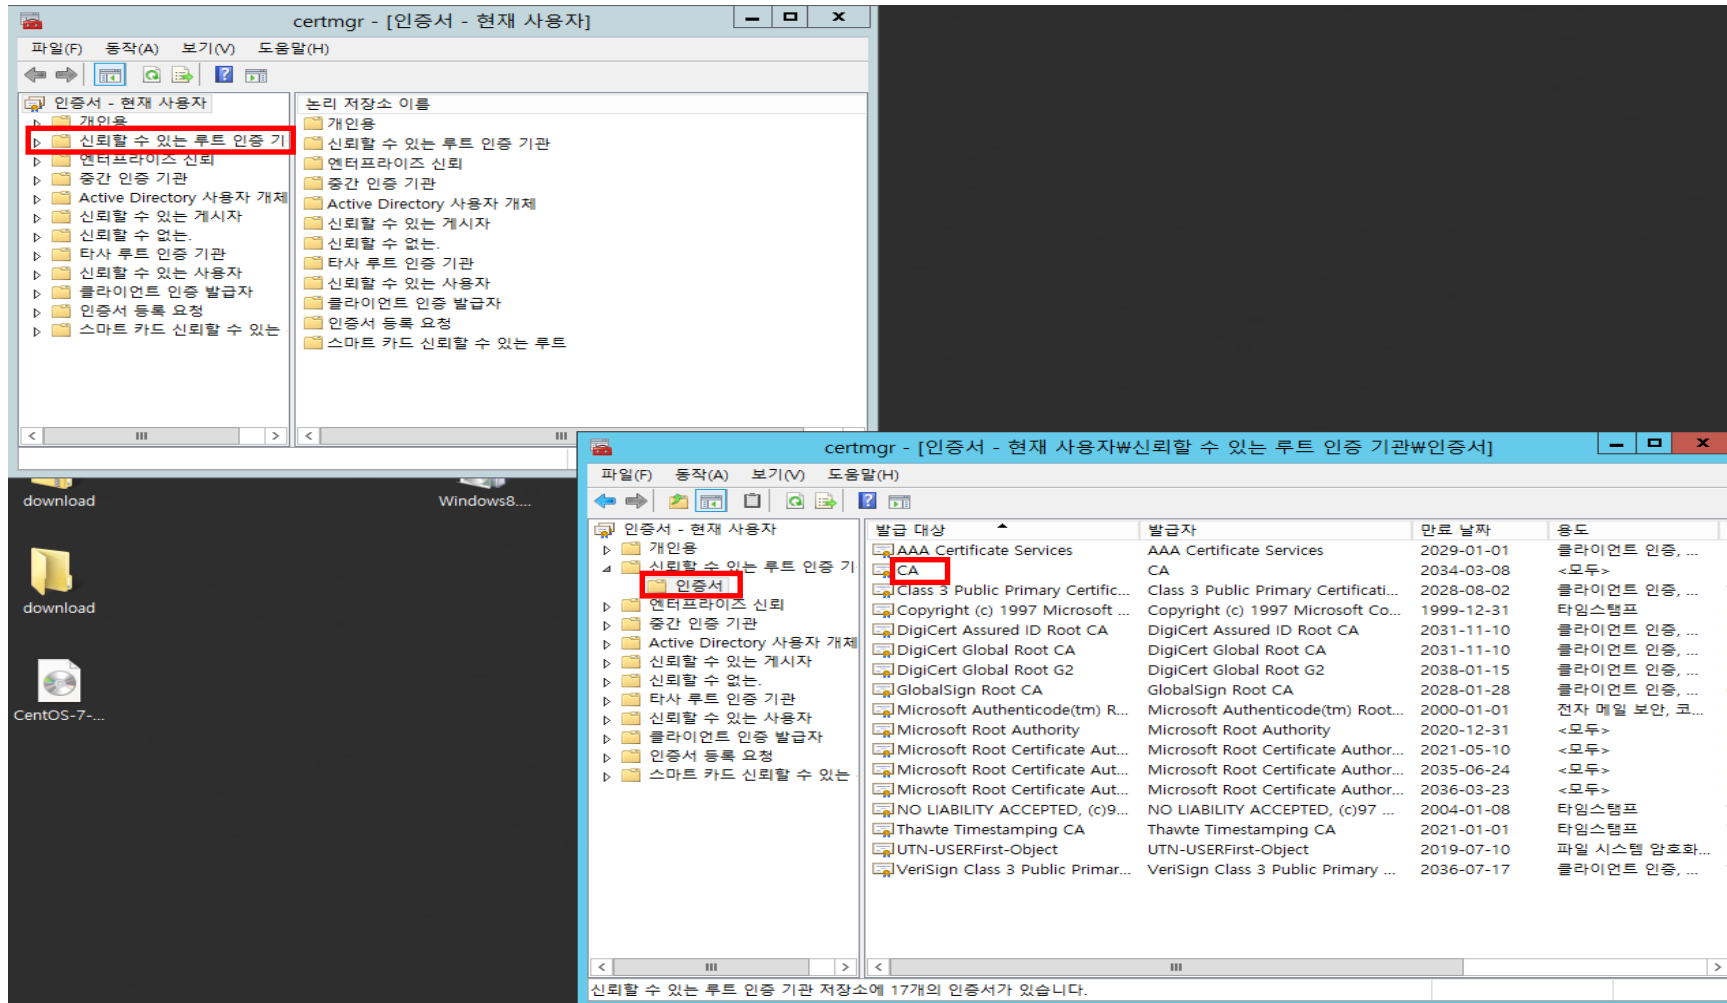 certmgr - [인증서 - 현재 사용자]
파일(F) 동작(A) 보기(V) 도움말(H)
인증서 - 현재 사용자
개인용
신뢰할 수 있는 루트 인증 기
엔터프라이즈 신뢰
중간 인증 기관
Active Directory 사용자 개체
신뢰할 수 있는 게시자
신뢰할 수 없는.
타사 루트 인증 기관
신뢰할 수 있는 사용자
클라이언트 인증 발급자
인증서 등록 요청
스마트 카드 신뢰할 수 있는
논리 저장소 이름
개인용
신뢰할 수 있는 루트 인증 기관
엔터프라이즈 신뢰
중간 인증 기관
Active Directory 사용자 개체
신뢰할 수 있는 게시자
신뢰할 수 없는.
타사 루트 인증 기관
신뢰할 수 있는 사용자
클라이언트 인증 발급자
인증서 등록 요청
스마트 카드 신뢰할 수 있는 루트
download
Windows8....
download
CentOS-7-...
certmgr - [인증서 - 현재 사용자₩신뢰할 수 있는 루트 인증 기관₩인증서]
파일(F) 동작(A) 보기(V) 도움말(H)
인증서 - 현재 사용자
개인용
신뢰할 수 있는 루트 인증 기
인증서
엔터프라이즈 신뢰
중간 인증 기관
Active Directory 사용자 개체
신뢰할 수 있는 게시자
신뢰할 수 없는.
타사 루트 인증 기관
신뢰할 수 있는 사용자
클라이언트 인증 발급자
인증서 등록 요청
스마트 카드 신뢰할 수 있는
발급 대상 발급자 만료 날짜 용도
AAA Certificate Services AAA Certificate Services 2029-01-01 클라이언트 인증, ...
CA CA 2034-03-08 <모두>
Class 3 Public Primary Certific... Class 3 Public Primary Certificati... 2028-08-02 클라이언트 인증, ...
Copyright (c) 1997 Microsoft ... Copyright (c) 1997 Microsoft Co... 1999-12-31 타임스탬프
DigiCert Assured ID Root CA DigiCert Assured ID Root CA 2031-11-10 클라이언트 인증, ...
DigiCert Global Root CA DigiCert Global Root CA 2031-11-10 클라이언트 인증, ...
DigiCert Global Root G2 DigiCert Global Root G2 2038-01-15 클라이언트 인증, ...
GlobalSign Root CA GlobalSign Root CA 2028-01-28 클라이언트 인증, ...
Microsoft Authenticode(tm) R... Microsoft Authenticode(tm) Root... 2000-01-01 전자 메일 보안, 코...
Microsoft Root Authority Microsoft Root Authority 2020-12-31 <모두>
Microsoft Root Certificate Aut... Microsoft Root Certificate Author... 2021-05-10 <모두>
Microsoft Root Certificate Aut... Microsoft Root Certificate Author... 2035-06-24 <모두>
Microsoft Root Certificate Aut... Microsoft Root Certificate Author... 2036-03-23 <모두>
NO LIABILITY ACCEPTED, (c)9... NO LIABILITY ACCEPTED, (c)97 ... 2004-01-08 타임스탬프
Thawte Timestamping CA Thawte Timestamping CA 2021-01-01 타임스탬프
UTN-USERFirst-Object UTN-USERFirst-Object 2019-07-10 파일 시스템 암호화...
VeriSign Class 3 Public Primar... VeriSign Class 3 Public Primary ... 2036-07-17 클라이언트 인증, ...
신뢰할 수 있는 루트 인증 기관 저장소에 17개의 인증서가 있습니다.